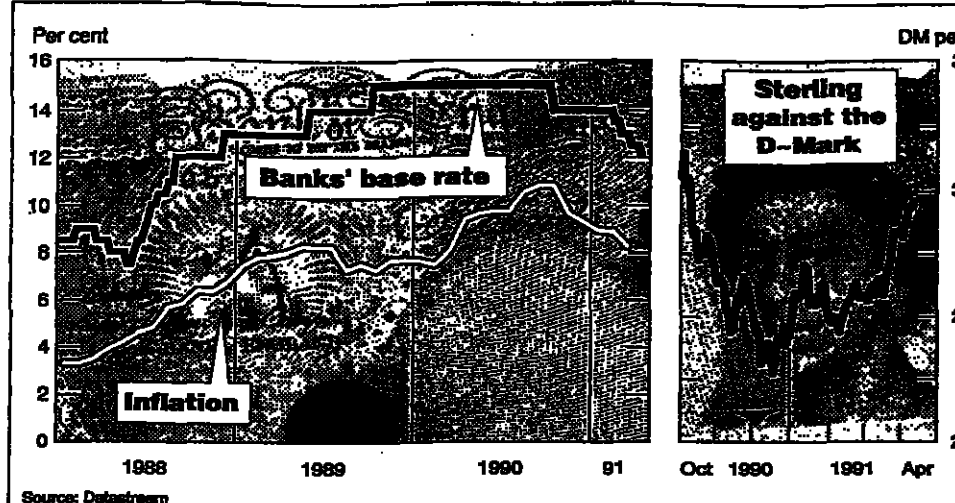 Per cent
16
14
12
10
8
6
4
2
0
Banks' base rate
Inflation
1988 1989 1990 91
Source: Datastream
DM pe
Sterling
against the
D-Mark
Oct 1990 1991 Apr